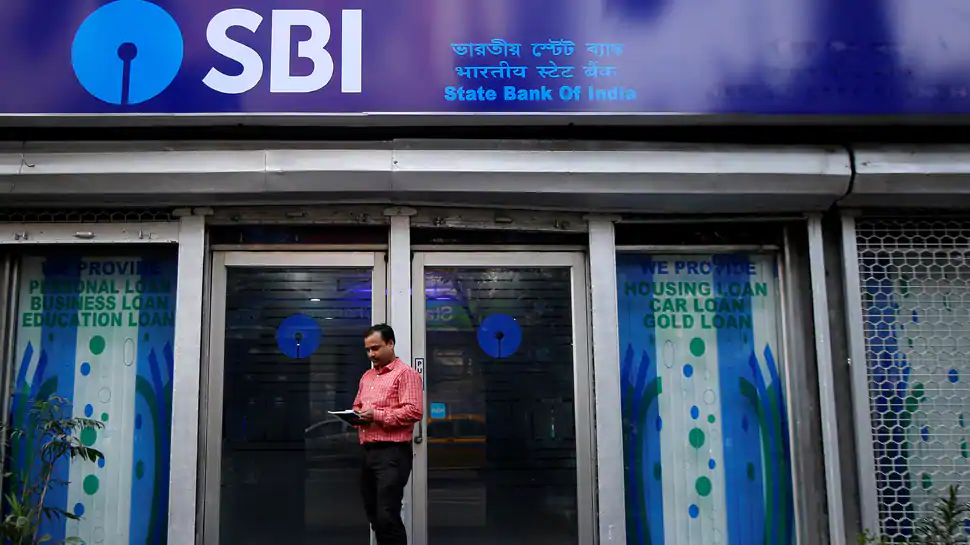 SBI
ভারতীয় স্টেট ব্যাঙ্ক
भारतीय स्टेट बैंक
State Bank Of India
WE PROVIDE
PERSONAL LOAN
BUSINESS LOAN
EDUCATION LOAN
WE PROVIDE
HOUSING LOAN
CAR LOAN
GOLD LOAN